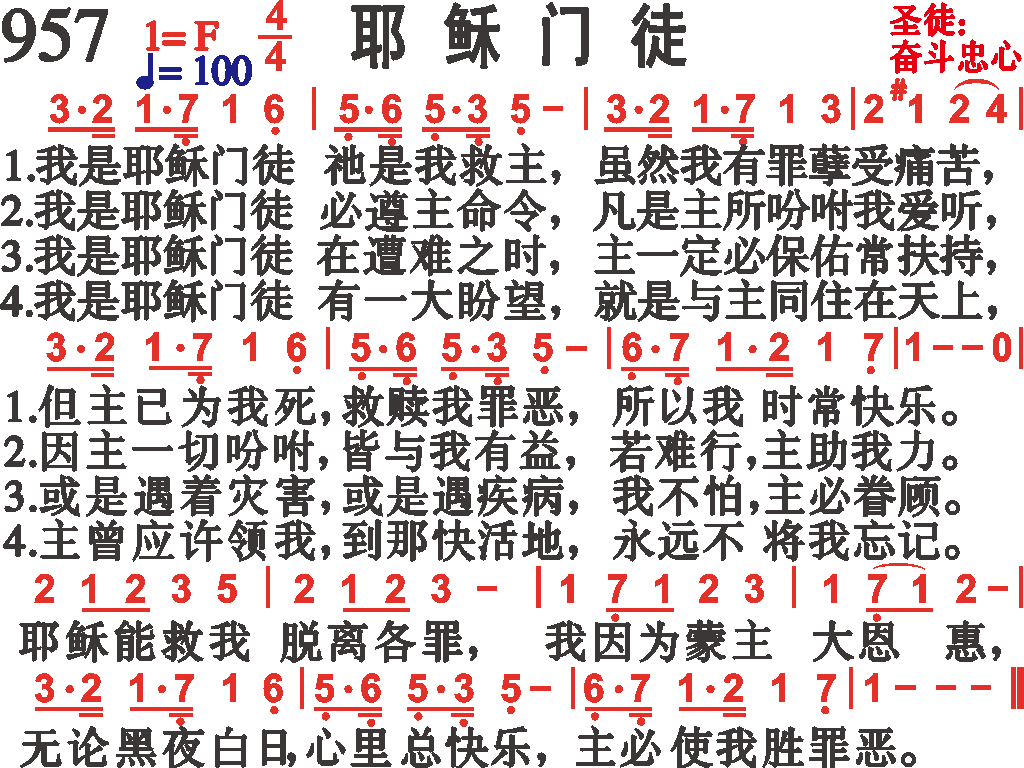 957 1=F 4/4 耶稣门徒 圣徒:
♩=100 奋斗忠心
3·2 1·7 1 6 | 5·6 5·3 5 – | 3·2 1·7 1 3 | 2 #1 2 4 |
1.我是耶稣门徒 祂是我救主，虽然我有罪孽受痛苦，
2.我是耶稣门徒 必遵主命令，凡是主所吩咐我爱听，
3.我是耶稣门徒 在遭难之时，主一定必保佑常扶持，
4.我是耶稣门徒 有一大盼望，就是与主同住在天上，
3·2 1·7 1 6 | 5·6 5·3 5 – | 6·7 1·2 1 7 | 1 – – 0 |
1.但主已为我死，救赎我罪恶，所以我 时常快乐。
2.因主一切吩咐，皆与我有益，若难行，主助我力。
3.或是遇着灾害，或是遇疾病，我不怕，主必眷顾。
4.主曾应许领我，到那快活地，永远不 将我忘记。
2 1 2 3 5 | 2 1 2 3 – | 1 7 1 2 3 | 1 7 1 2 – |
耶稣能救我 脱离各罪， 我因为蒙主 大恩 惠，
3·2 1·7 1 6 | 5·6 5·3 5 – | 6·7 1·2 1 7 | 1 – – –
无论黑夜白日，心里总快乐，主必使我胜罪恶。